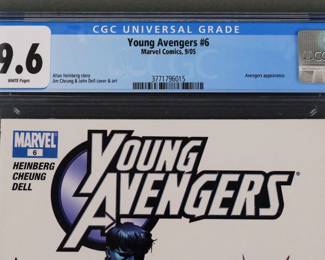 CGC UNIVERSAL GRADE
9.6
WHITE Pages
Young Avengers #6
Marvel Comics, 9/05
Allan Heinberg story
Jim Cheung & John Dell cover & art
3771796015
Avengers appearance
MARVEL
6
HEINBERG
CHEUNG
DELL
YOUNG
AVENGERS